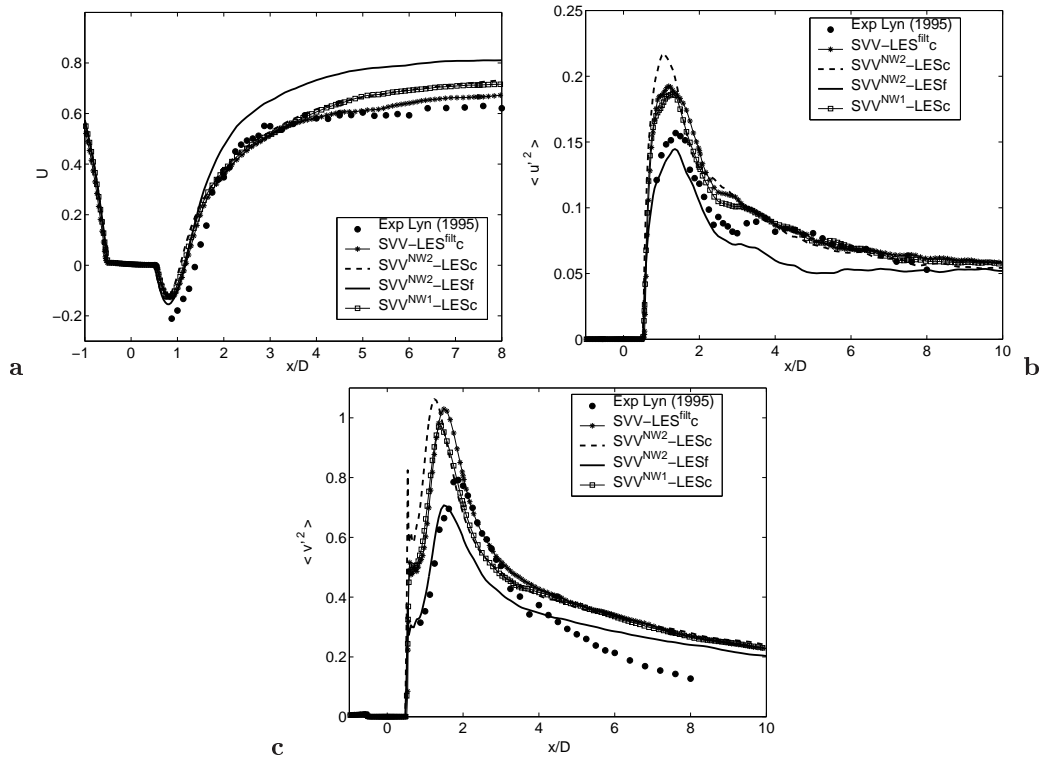 0.8
0.6
0.4
0.2
0
−0.2
U
−1 0 1 2 3 4 5 6 7 8
x/D
Exp Lyn (1995)
SVV−LES^filt c
SVV^NW2−LESc
SVV^NW2−LESf
SVV^NW1−LESc
a
0.25
0.2
0.15
0.1
0.05
0
< u'^2 >
0 2 4 6 8 10
x/D
Exp Lyn (1995)
SVV−LES^filt c
SVV^NW2−LESc
SVV^NW2−LESf
SVV^NW1−LESc
b
1
0.8
0.6
0.4
0.2
0
< v'^2 >
0 2 4 6 8 10
x/D
Exp Lyn (1995)
SVV−LES^filt c
SVV^NW2−LESc
SVV^NW2−LESf
SVV^NW1−LESc
c